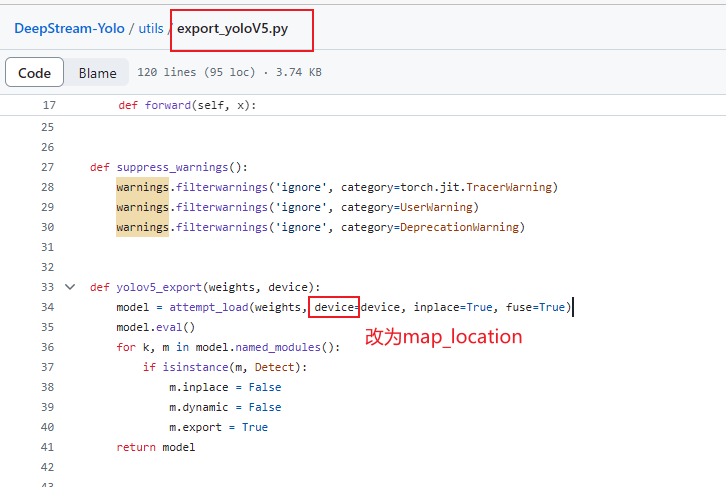 DeepStream-Yolo / utils / export_yoloV5.py
Code Blame 120 lines (95 loc) · 3.74 KB
17 def forward(self, x):
25
26
27 def suppress_warnings():
28 warnings.filterwarnings('ignore', category=torch.jit.TracerWarning)
29 warnings.filterwarnings('ignore', category=UserWarning)
30 warnings.filterwarnings('ignore', category=DeprecationWarning)
31
32
33 def yolov5_export(weights, device):
34 model = attempt_load(weights, device=device, inplace=True, fuse=True)
35 model.eval()
改为map_location
36 for k, m in model.named_modules():
37 if isinstance(m, Detect):
38 m.inplace = False
39 m.dynamic = False
40 m.export = True
41 return model
42